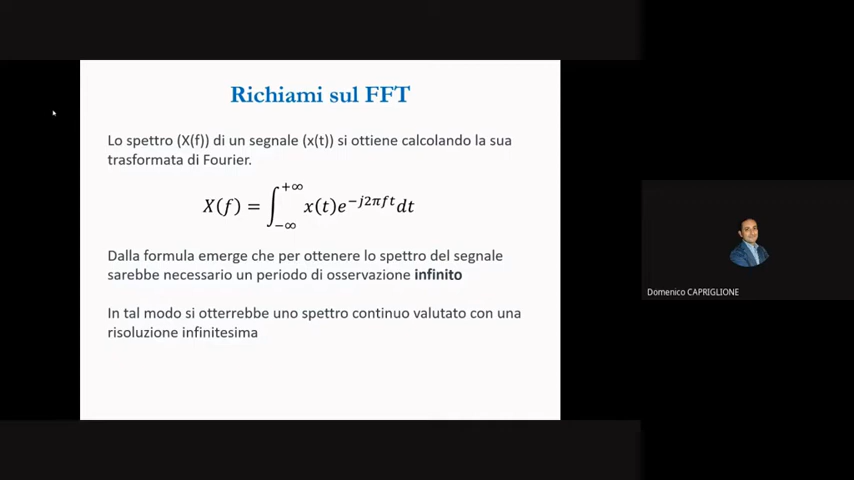 Richiami sul FFT
Lo spettro (X(f)) di un segnale (x(t)) si ottiene calcolando la sua
trasformata di Fourier.
X(f) = ∫_{−∞}^{+∞} x(t)e^{−j2πft}dt
Dalla formula emerge che per ottenere lo spettro del segnale
sarebbe necessario un periodo di osservazione infinito
In tal modo si otterrebbe uno spettro continuo valutato con una
risoluzione infinitesima
Domenico CAPRIGLIONE